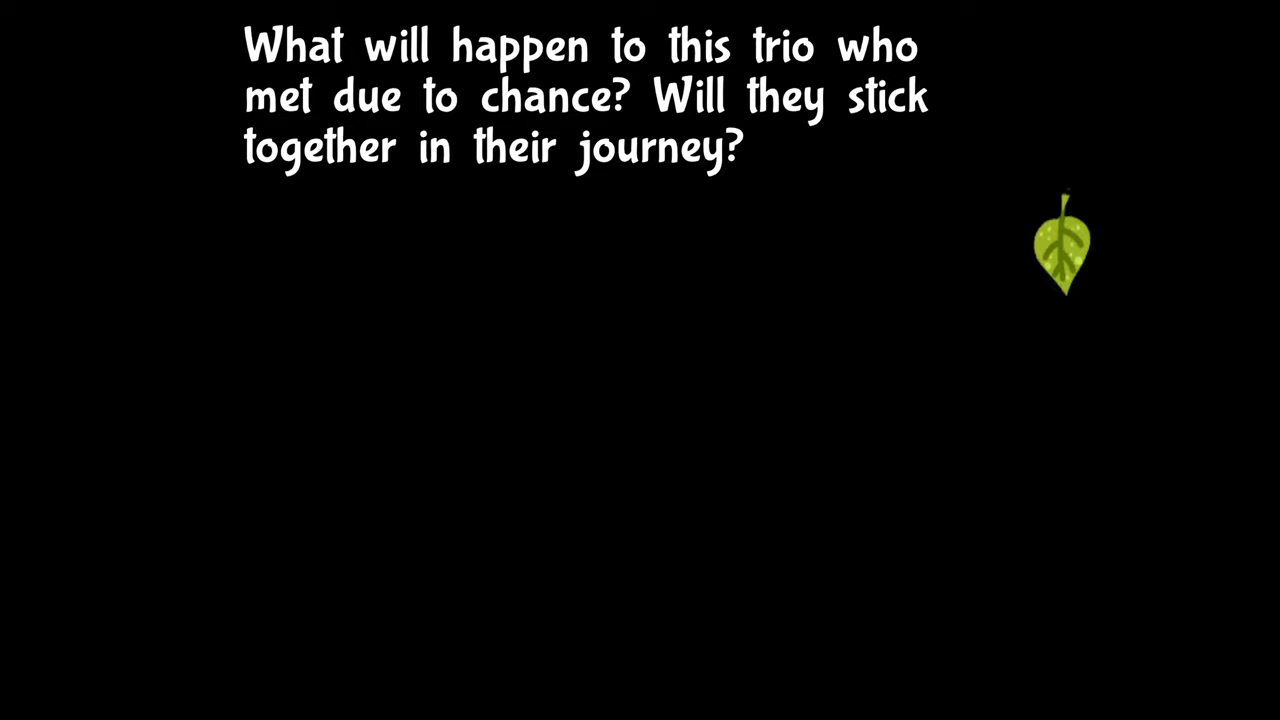 What will happen to this trio who
met due to chance? Will they stick
together in their journey?